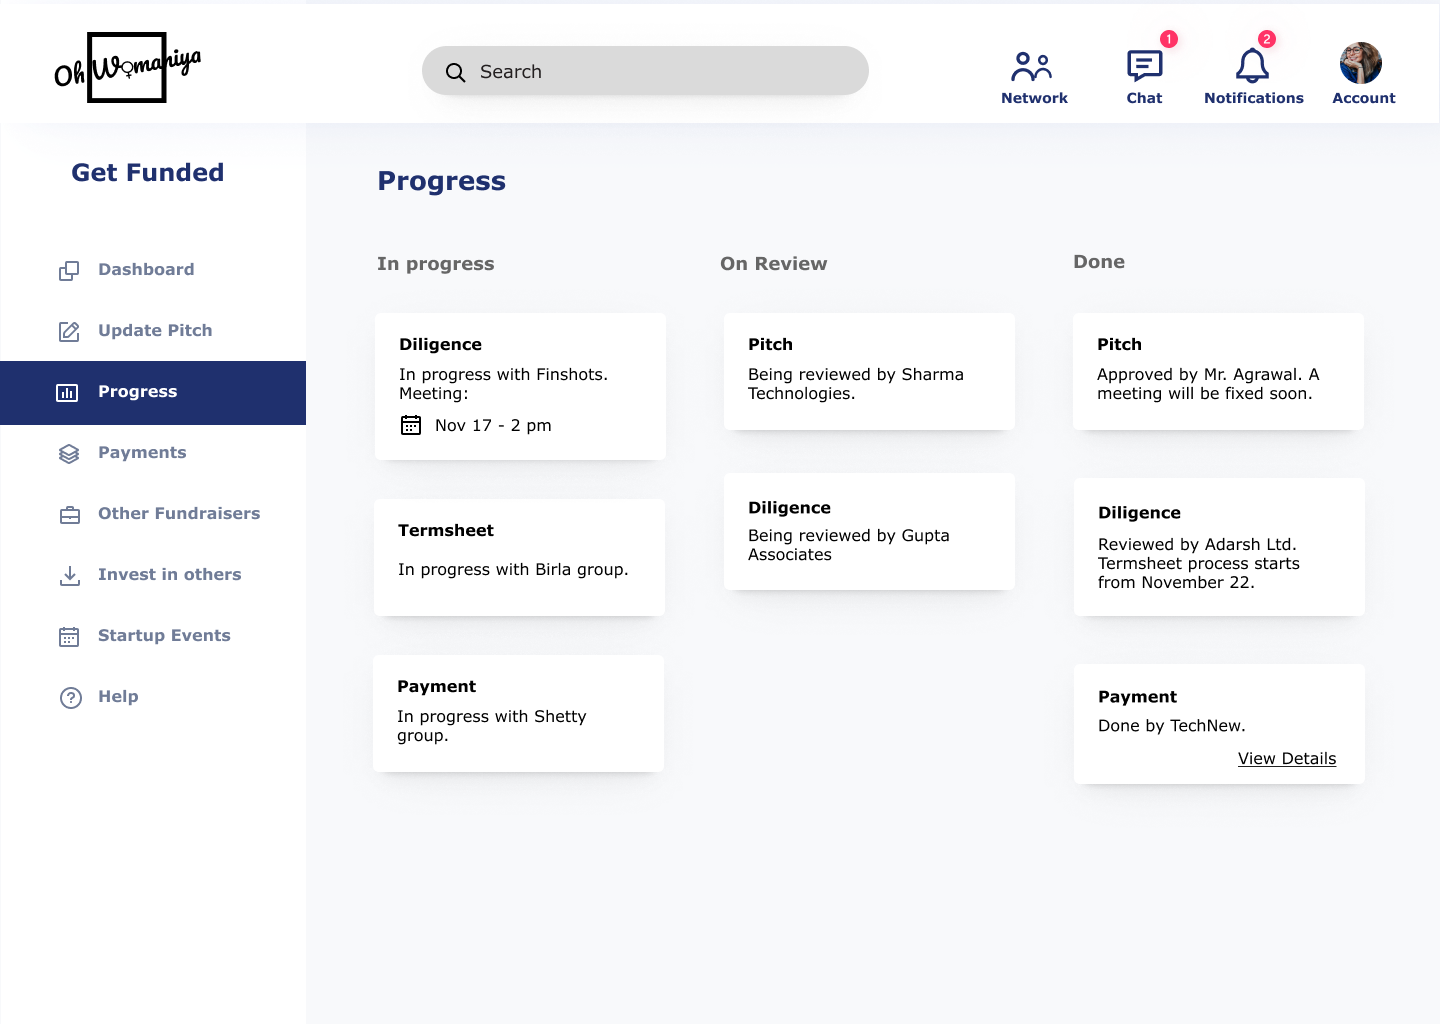 Oh Womaniya
Search
1
2
Network
Chat
Notifications
Account
Get Funded
Dashboard
Update Pitch
Progress
Payments
Other Fundraisers
Invest in others
Startup Events
Help
Progress
In progress
Diligence
In progress with Finshots.
Meeting:
Nov 17 - 2 pm
Termsheet
In progress with Birla group.
Payment
In progress with Shetty
group.
On Review
Pitch
Being reviewed by Sharma
Technologies.
Diligence
Being reviewed by Gupta
Associates
Done
Pitch
Approved by Mr. Agrawal. A
meeting will be fixed soon.
Diligence
Reviewed by Adarsh Ltd.
Termsheet process starts
from November 22.
Payment
Done by TechNew.
View Details